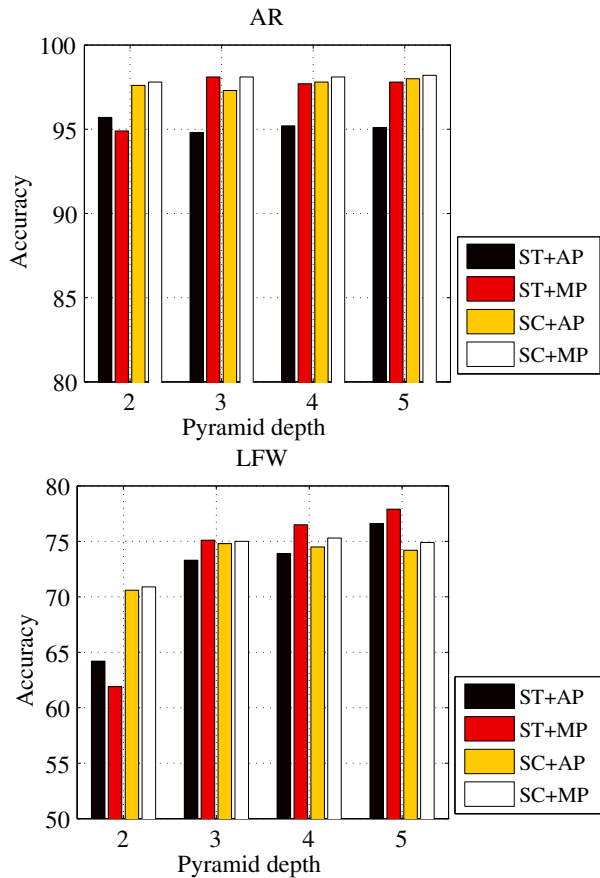 AR
100
95
90
85
80
Accuracy
2 3 4 5
Pyramid depth
ST+AP
ST+MP
SC+AP
SC+MP
LFW
80
75
70
65
60
55
50
Accuracy
2 3 4 5
Pyramid depth
ST+AP
ST+MP
SC+AP
SC+MP